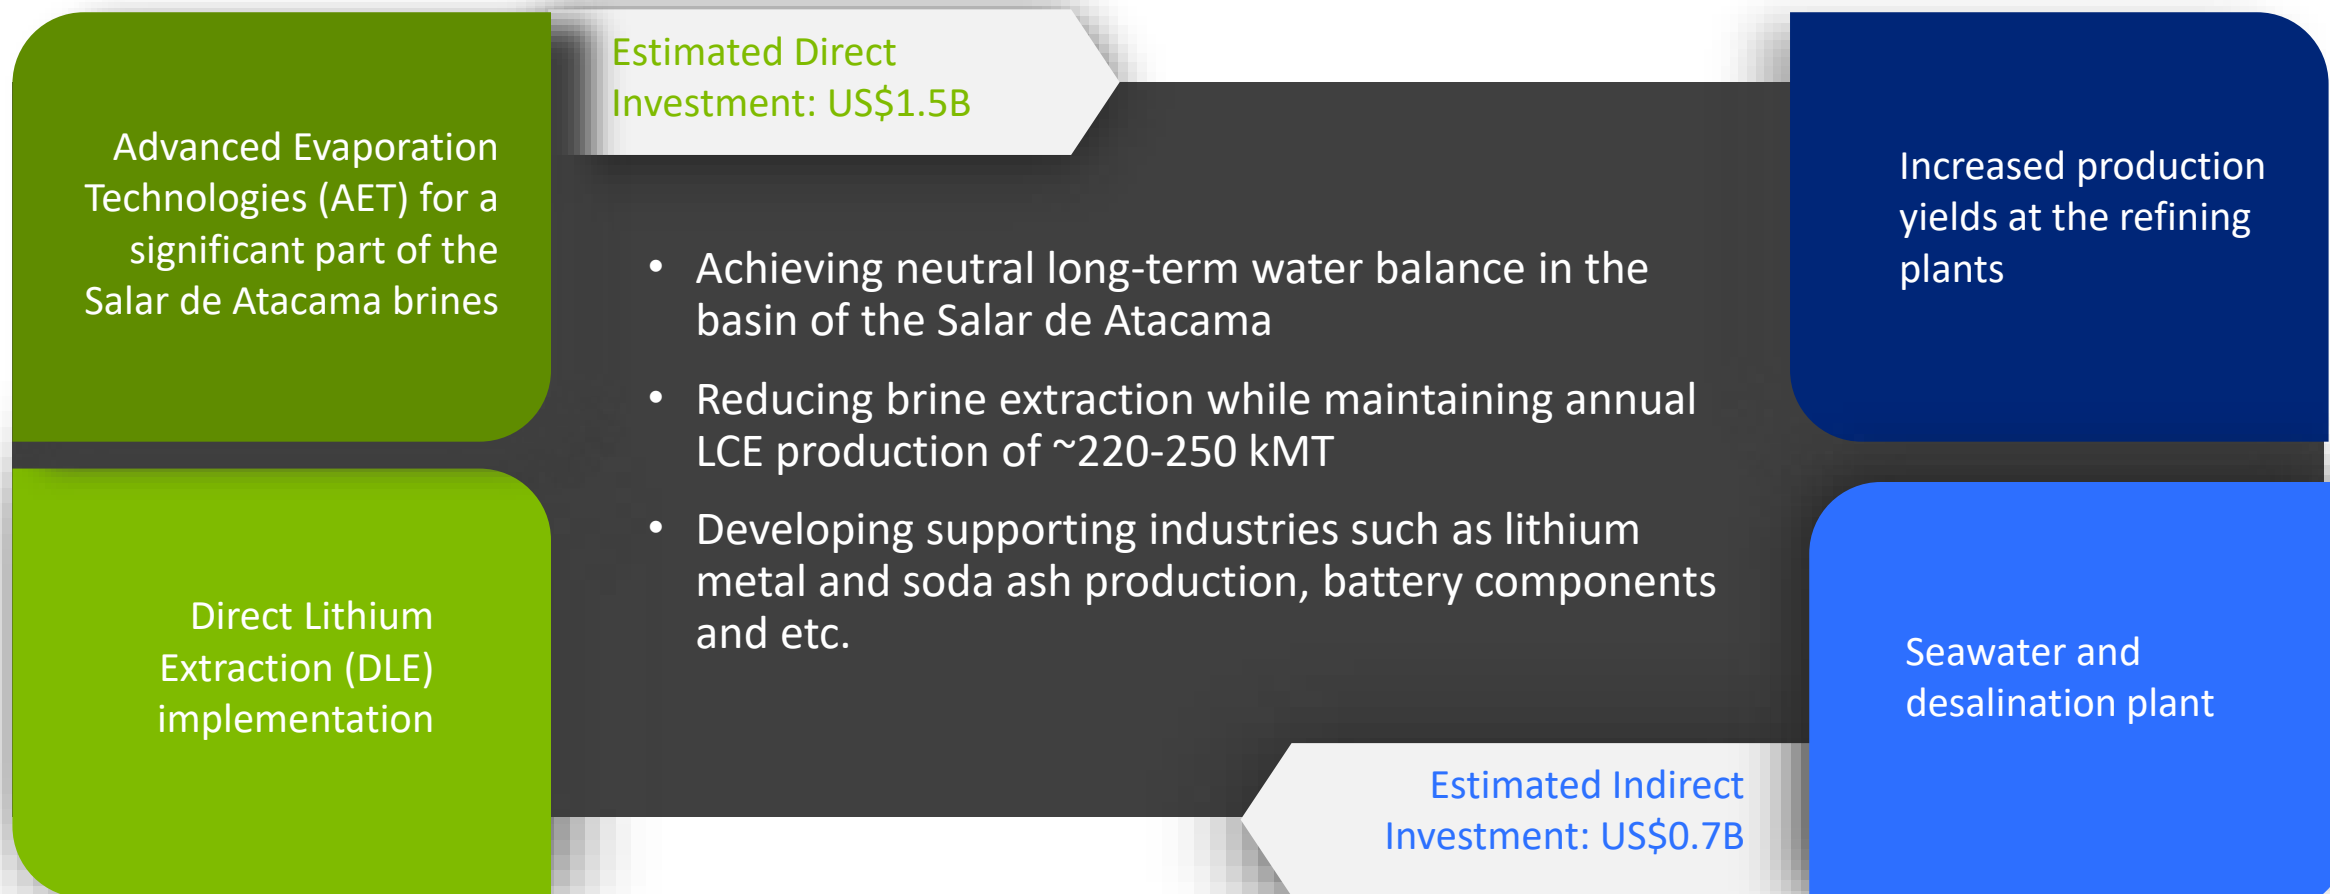 Estimated Direct
Investment: US$1.5B
Advanced Evaporation
Technologies (AET) for a
significant part of the
Salar de Atacama brines
Increased production
yields at the refining
plants
• Achieving neutral long-term water balance in the
basin of the Salar de Atacama
• Reducing brine extraction while maintaining annual
LCE production of ~220-250 kMT
• Developing supporting industries such as lithium
metal and soda ash production, battery components
and etc.
Direct Lithium
Extraction (DLE)
implementation
Seawater and
desalination plant
Estimated Indirect
Investment: US$0.7B